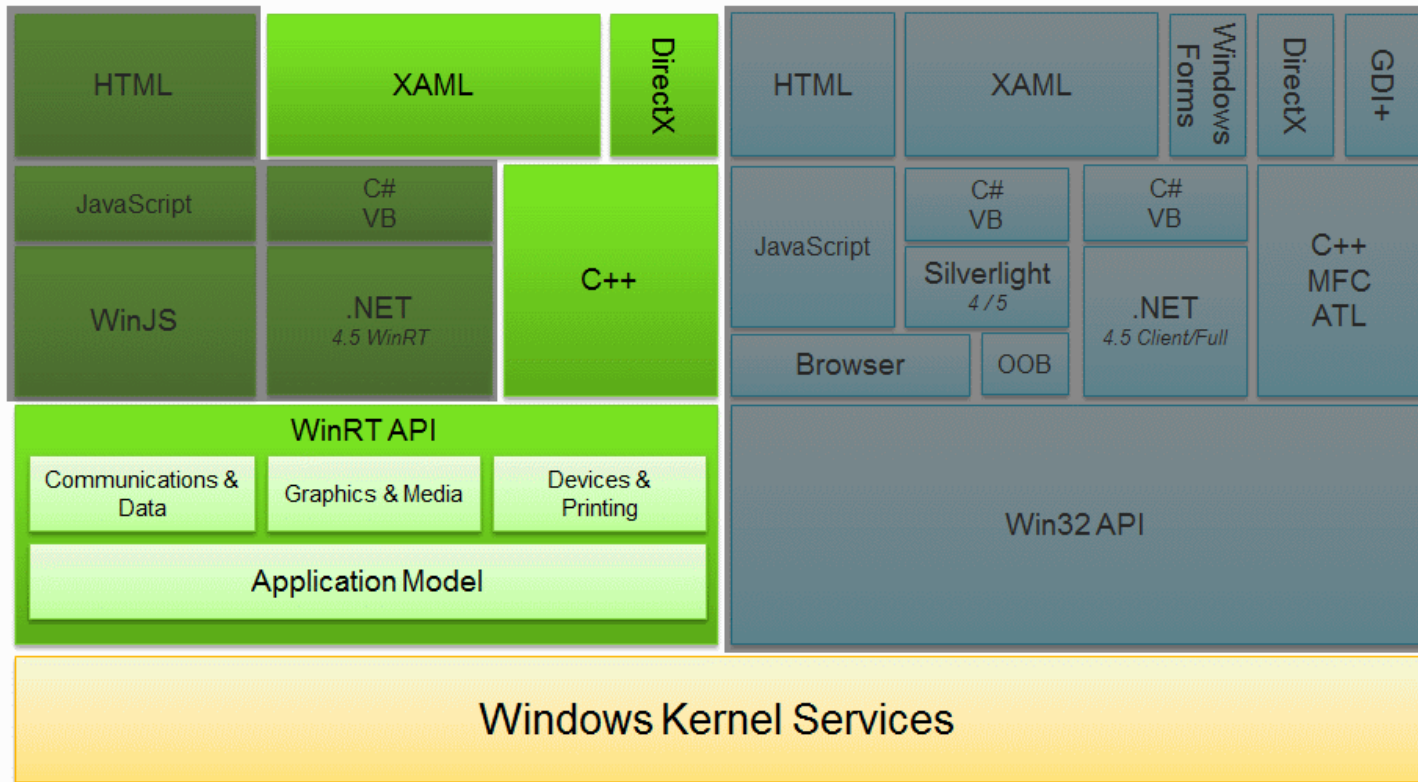 HTML
XAML
DirectX
HTML
XAML
Windows
Forms
DirectX
GDI+
JavaScript
C#
VB
C++
JavaScript
C#
VB
C#
VB
C++
MFC
ATL
WinJS
.NET
4.5 WinRT
Silverlight
4 / 5
.NET
4.5 Client/Full
Browser
OOB
WinRT API
Communications &
Data
Graphics & Media
Devices &
Printing
Application Model
Win32 API
Windows Kernel Services